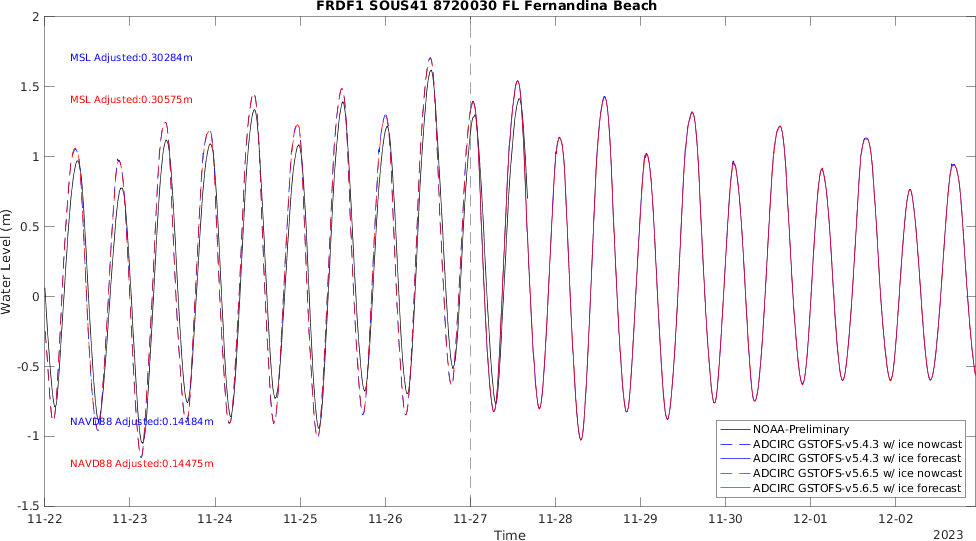 FRDF1 SOUS41 8720030 FL Fernandina Beach
2
1.5
1
0.5
0
-0.5
-1
-1.5
Water Level (m)
MSL Adjusted:0.30284m
MSL Adjusted:0.30575m
NAVD88 Adjusted:0.14184m
NAVD88 Adjusted:0.14475m
NOAA-Preliminary
ADCIRC GSTOFS-v5.4.3 w/ ice nowcast
ADCIRC GSTOFS-v5.4.3 w/ ice forecast
ADCIRC GSTOFS-v5.6.5 w/ ice nowcast
ADCIRC GSTOFS-v5.6.5 w/ ice forecast
11-22 11-23 11-24 11-25 11-26 11-27 11-28 11-29 11-30 12-01 12-02
Time
2023